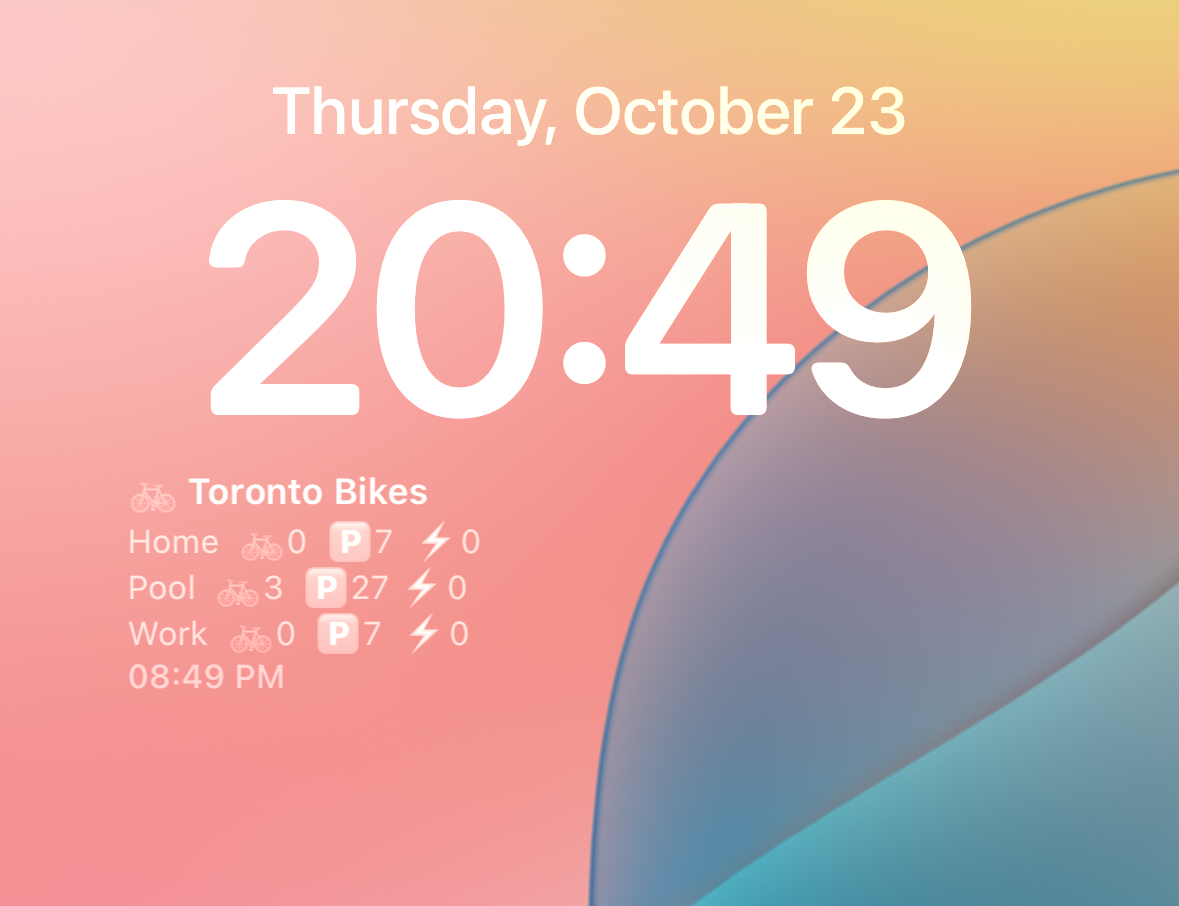 Thursday, October 23
20:49
🚲 Toronto Bikes
Home 🚲0 🅿️7 ⚡0
Pool 🚲3 🅿️27 ⚡0
Work 🚲0 🅿️7 ⚡0
08:49 PM